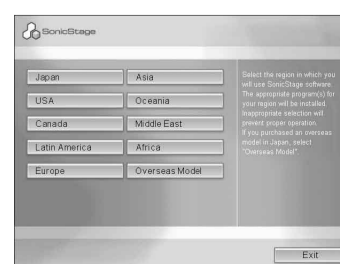 SonicStage
Japan
Asia
USA
Oceania
Canada
Middle East
Latin America
Africa
Europe
Overseas Model
Select the region in which you
will use SonicStage software.
The appropriate program(s) for
your region will be installed.
Inappropriate selection will
prevent proper operation.
If you purchased an overseas
model in Japan, select
"Overseas Model".
Exit